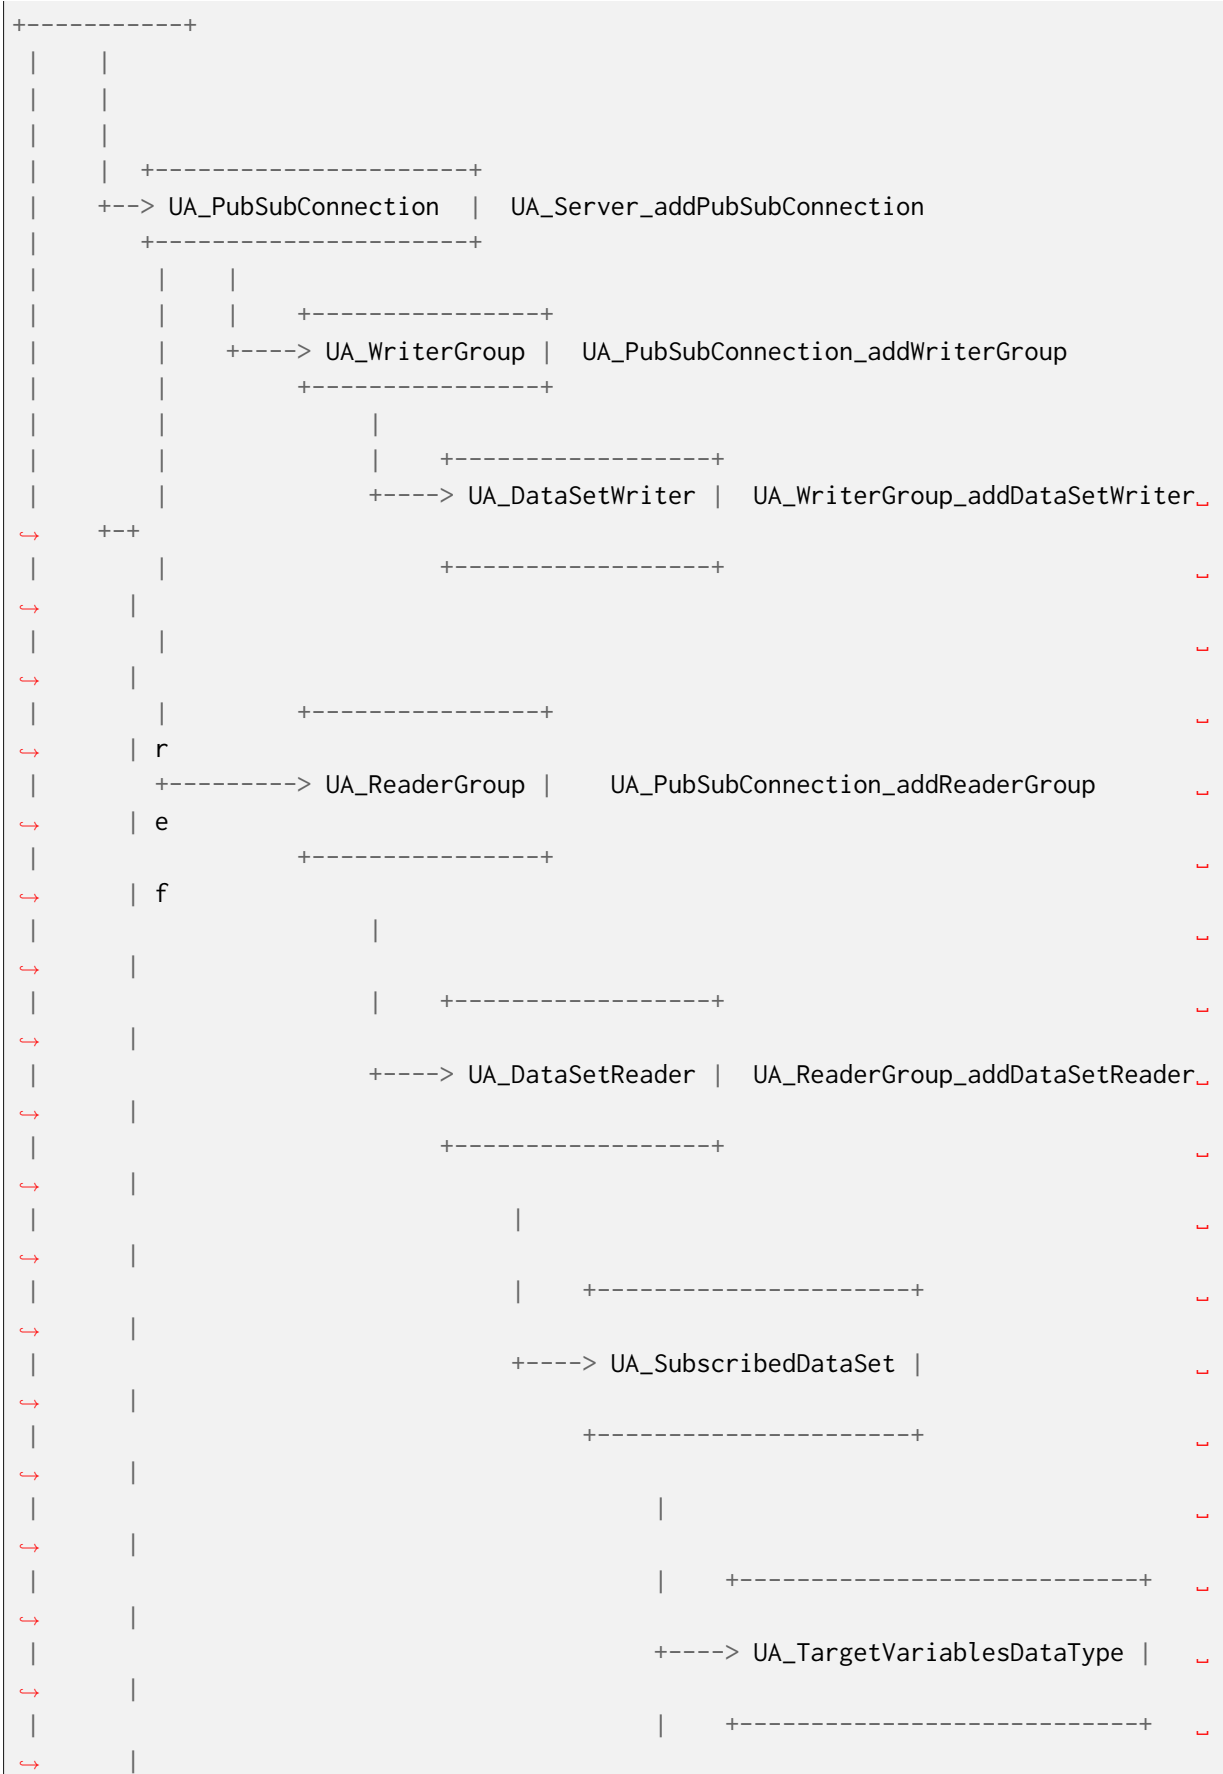 +-----------+
 |    |
 |    |
 |    |
 |    |  +----------------------+
 |    +--> UA_PubSubConnection  |  UA_Server_addPubSubConnection
 |       +----------------------+
 |        |    |
 |        |    |    +----------------+
 |        |    +----> UA_WriterGroup |  UA_PubSubConnection_addWriterGroup
 |        |         +----------------+
 |        |              |
 |        |              |    +------------------+
 |        |              +----> UA_DataSetWriter |  UA_WriterGroup_addDataSetWriter␣
↪    +-+
 |        |                   +------------------+                                 ␣
↪      |
 |        |                                                                        ␣
↪      |
 |        |         +----------------+                                             ␣
↪      | r
 |        +---------> UA_ReaderGroup |    UA_PubSubConnection_addReaderGroup       ␣
↪      | e
 |                  +----------------+                                             ␣
↪      | f
 |                       |                                                         ␣
↪      |
 |                       |    +------------------+                                 ␣
↪      |
 |                       +----> UA_DataSetReader |  UA_ReaderGroup_addDataSetReader␣
↪      |
 |                            +------------------+                                 ␣
↪      |
 |                                 |                                               ␣
↪      |
 |                                 |    +----------------------+                   ␣
↪      |
 |                                 +----> UA_SubscribedDataSet |                   ␣
↪      |
 |                                      +----------------------+                   ␣
↪      |
 |                                           |                                     ␣
↪      |
 |                                           |    +----------------------------+   ␣
↪      |
 |                                           +----> UA_TargetVariablesDataType |   ␣
↪      |
 |                                           |    +----------------------------+   ␣
↪      |